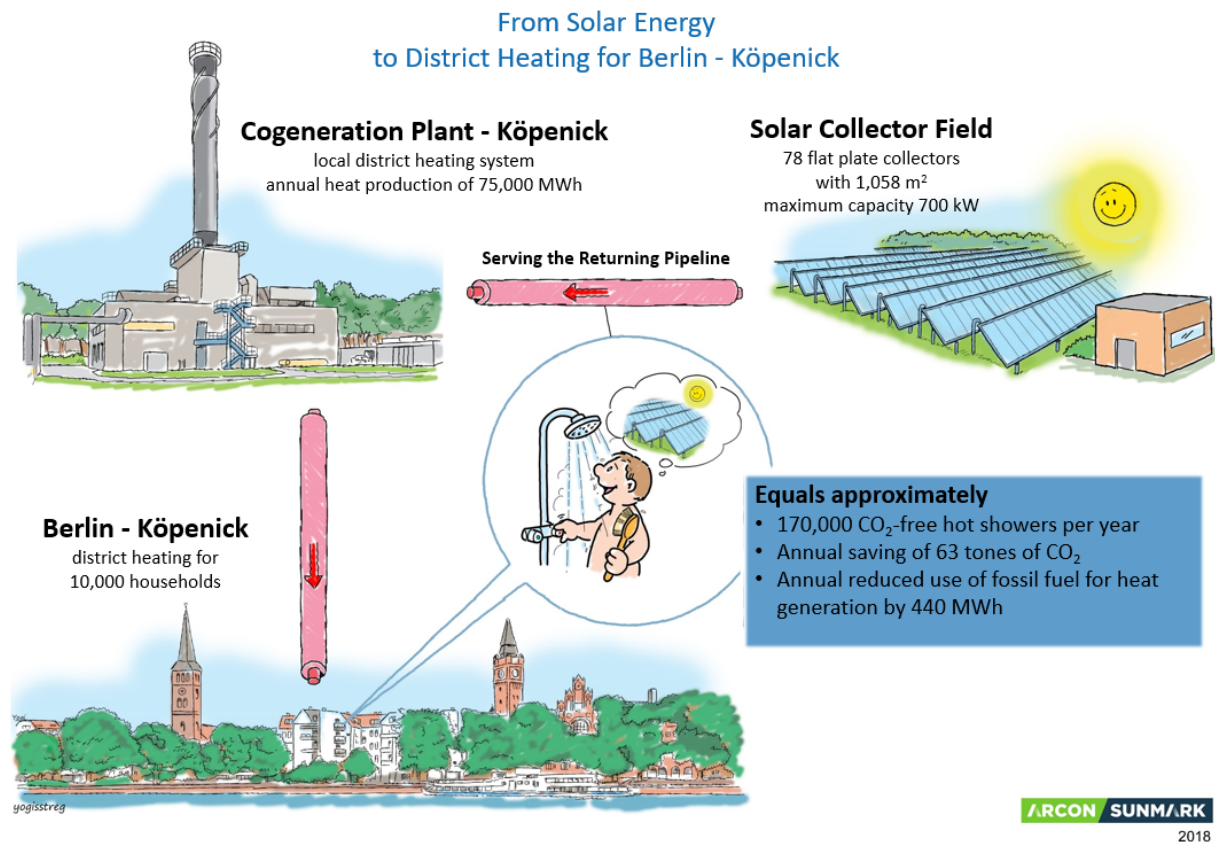 From Solar Energy
to District Heating for Berlin - Köpenick
Cogeneration Plant - Köpenick
local district heating system
annual heat production of 75,000 MWh
Solar Collector Field
78 flat plate collectors
with 1,058 m²
maximum capacity 700 kW
Serving the Returning Pipeline
Berlin - Köpenick
district heating for
10,000 households
Equals approximately
• 170,000 CO₂-free hot showers per year
• Annual saving of 63 tones of CO₂
• Annual reduced use of fossil fuel for heat
generation by 440 MWh
yogisstreg
ARCON SUNMARK
2018